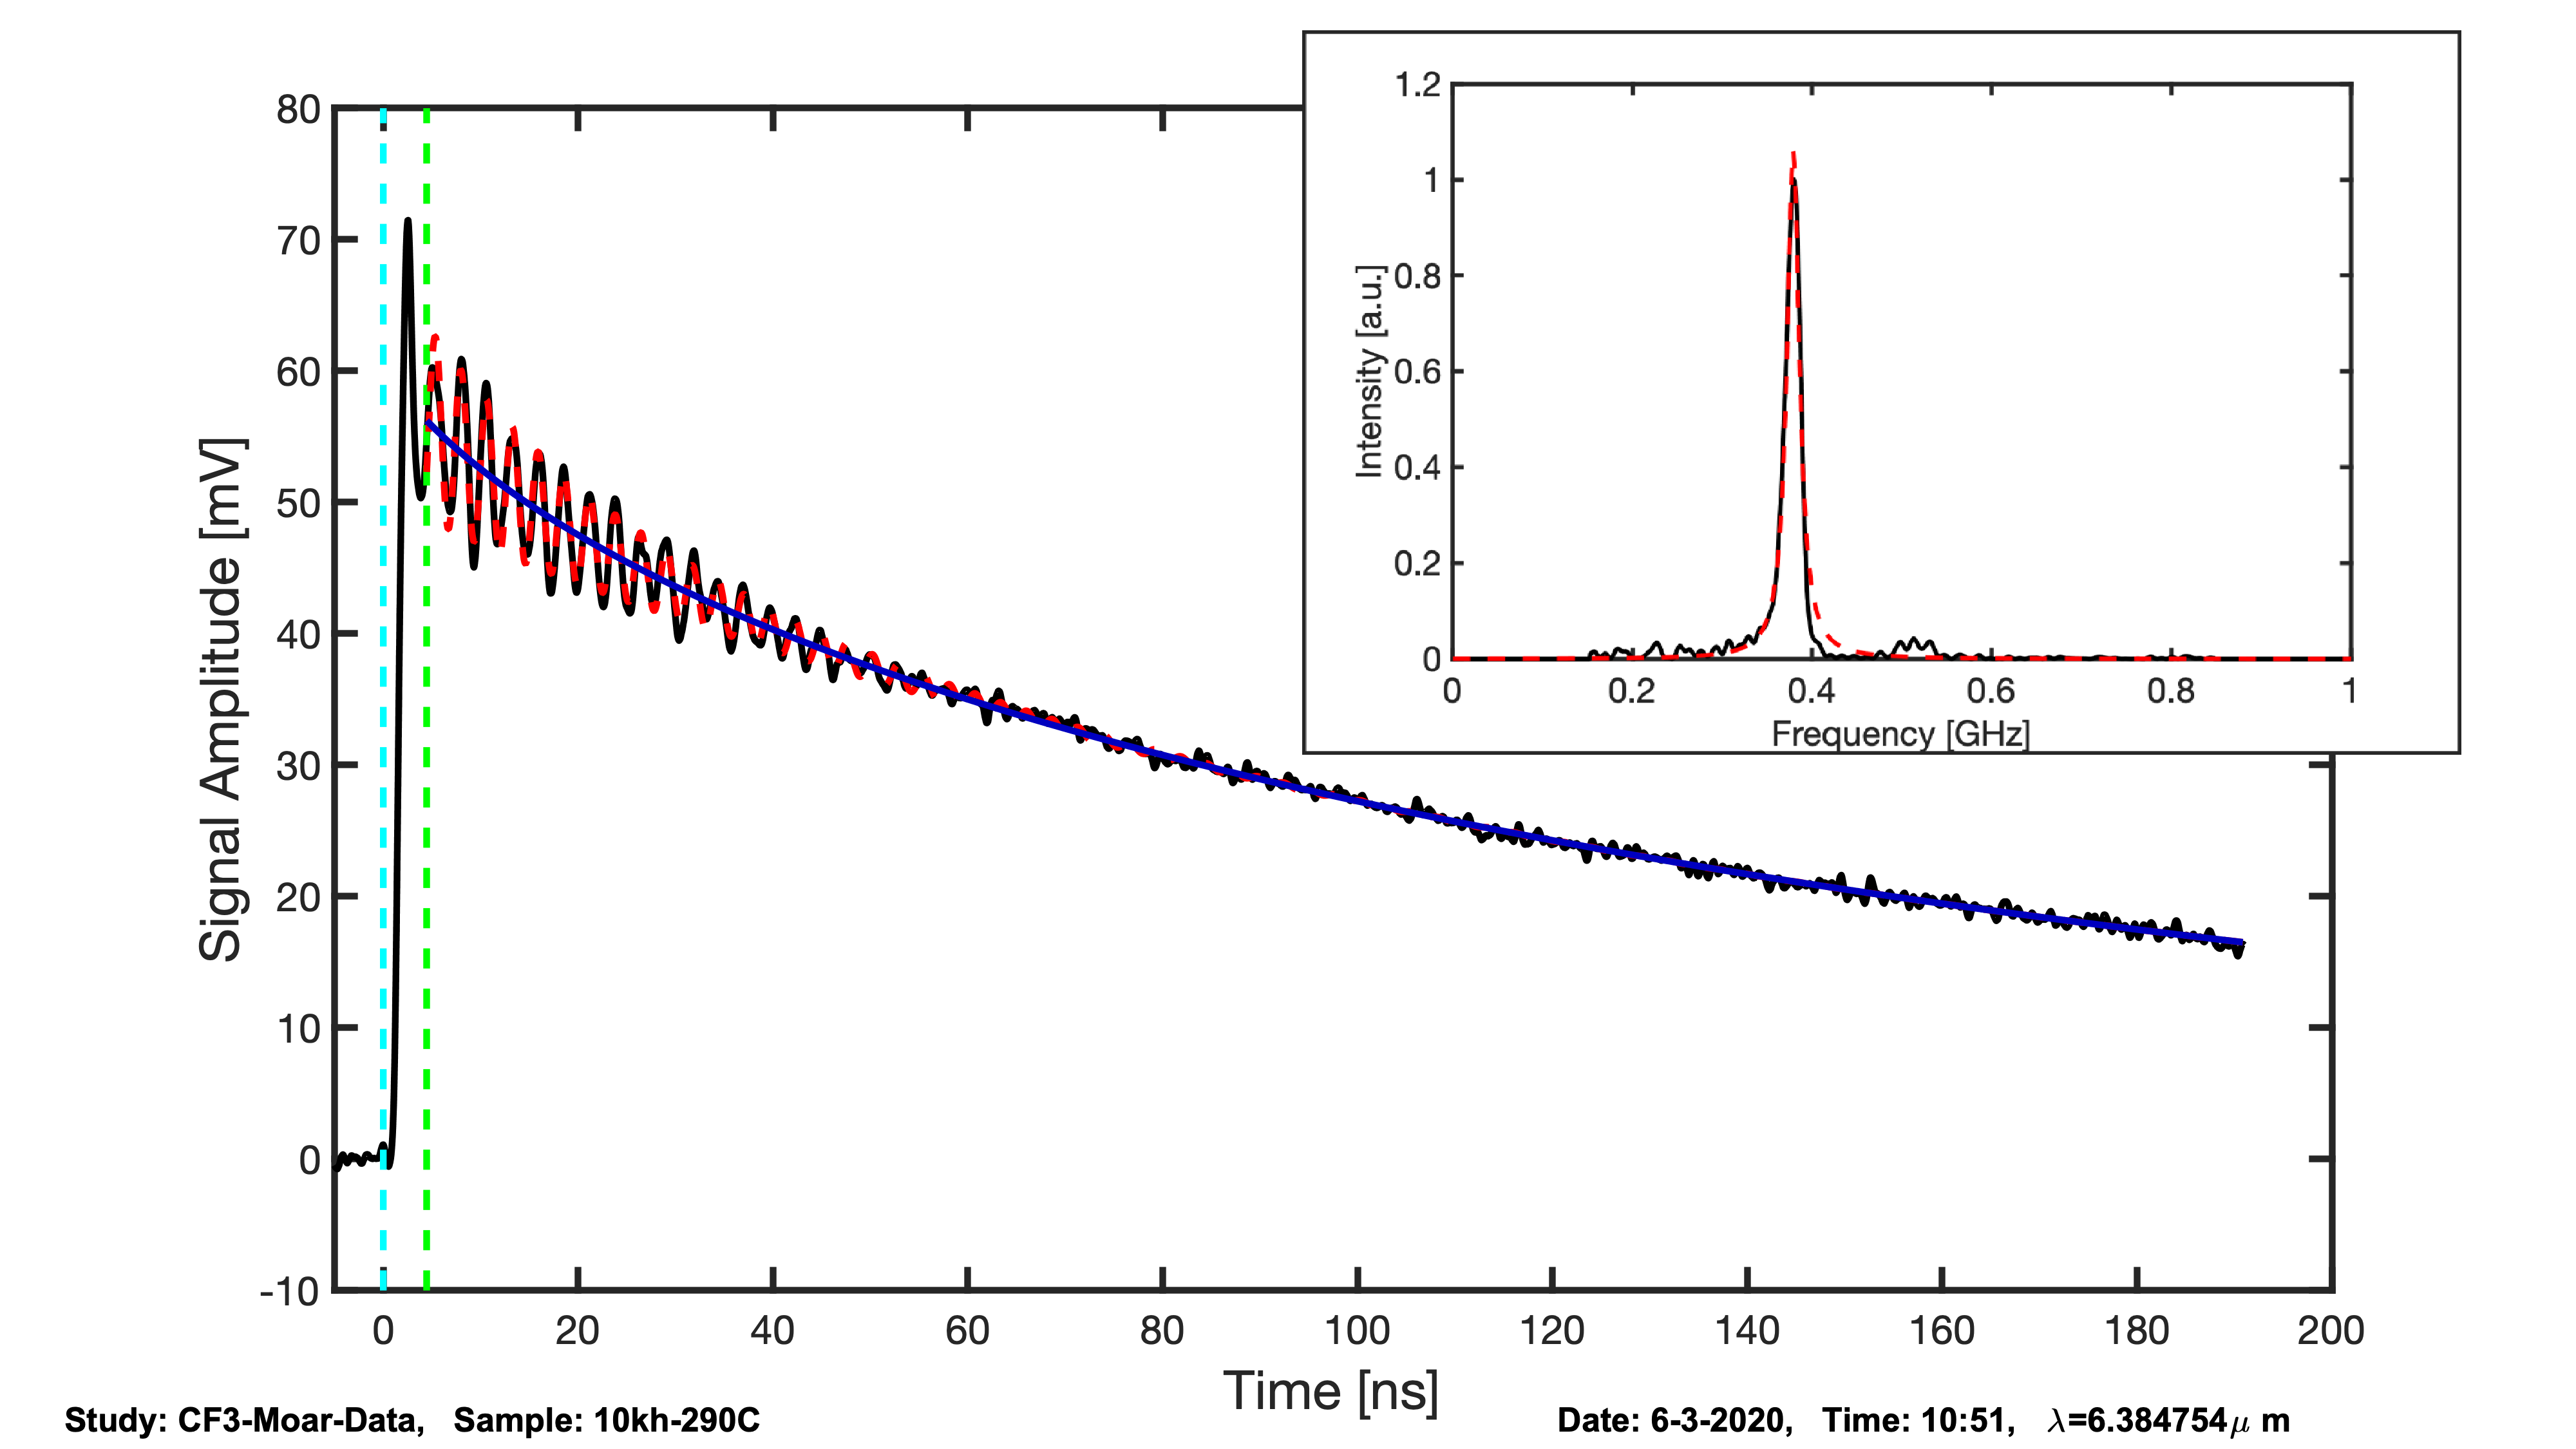 80
70
60
50
40
30
20
10
0
-10
Signal Amplitude [mV]
0 20 40 60 80 100 120 140 160 180 200
Time [ns]
1.2
1
0.8
0.6
0.4
0.2
0
Intensity [a.u.]
0 0.2 0.4 0.6 0.8 1
Frequency [GHz]
Study: CF3-Moar-Data, Sample: 10kh-290C
Date: 6-3-2020, Time: 10:51, λ=6.384754μ m